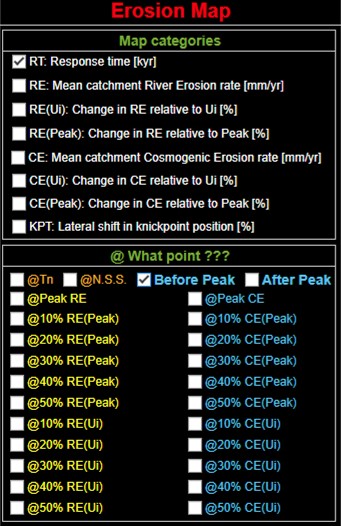 Erosion Map
Map categories
RT: Response time [kyr]
RE: Mean catchment River Erosion rate [mm/yr]
RE(Ui): Change in RE relative to Ui [%]
RE(Peak): Change in RE relative to Peak [%]
CE: Mean catchment Cosmogenic Erosion rate [mm/yr]
CE(Ui): Change in CE relative to Ui [%]
CE(Peak): Change in CE relative to Peak [%]
KPT: Lateral shift in knickpoint position [%]
@ What point ???
@Tn @N.S.S. Before Peak After Peak
@Peak RE @Peak CE
@10% RE(Peak) @10% CE(Peak)
@20% RE(Peak) @20% CE(Peak)
@30% RE(Peak) @30% CE(Peak)
@40% RE(Peak) @40% CE(Peak)
@50% RE(Peak) @50% CE(Peak)
@10% RE(Ui) @10% CE(Ui)
@20% RE(Ui) @20% CE(Ui)
@30% RE(Ui) @30% CE(Ui)
@40% RE(Ui) @40% CE(Ui)
@50% RE(Ui) @50% CE(Ui)